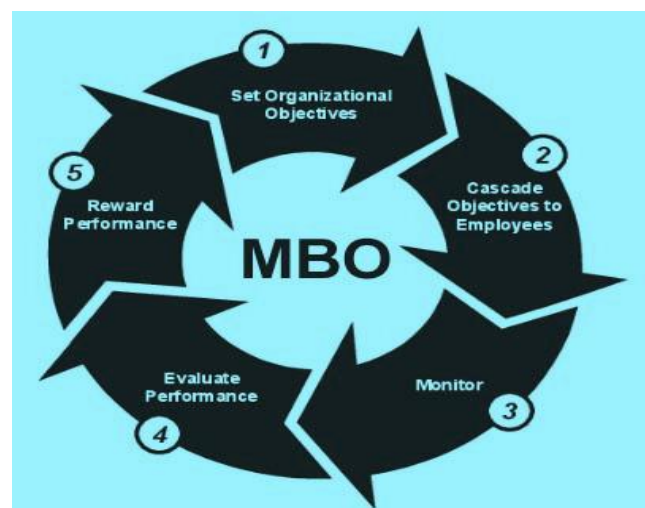 1
Set Organizational
Objectives
2
Cascade
Objectives to
Employees
3
Monitor
4
Evaluate
Performance
5
Reward
Performance
MBO